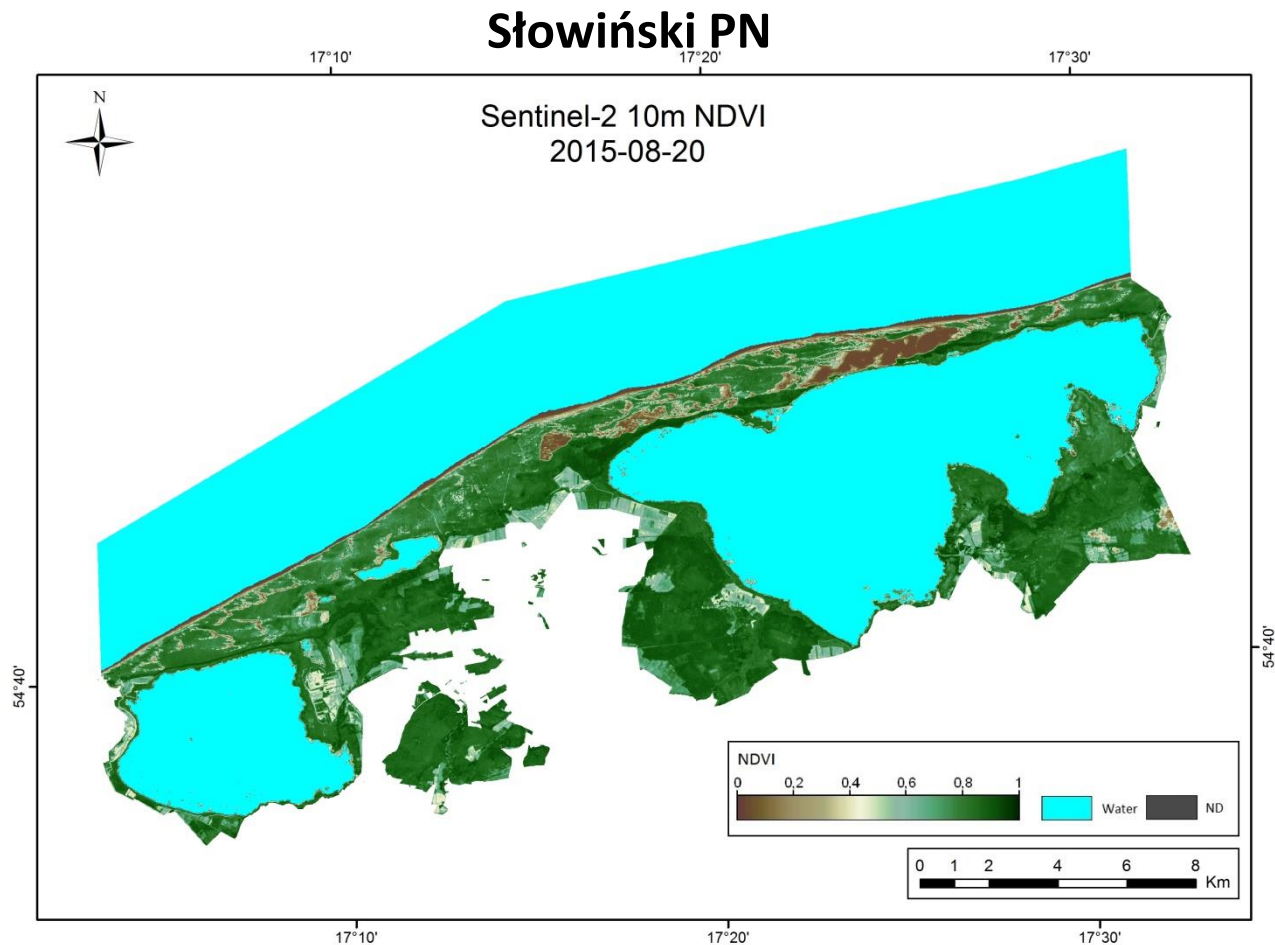 Słowiński PN
17°10' 17°20' 17°30'
N
Sentinel-2 10m NDVI
2015-08-20
54°40' 54°40'
NDVI
0 0,2 0,4 0,6 0,8 1
Water ND
0 1 2 4 6 8
Km
17°10' 17°20' 17°30'